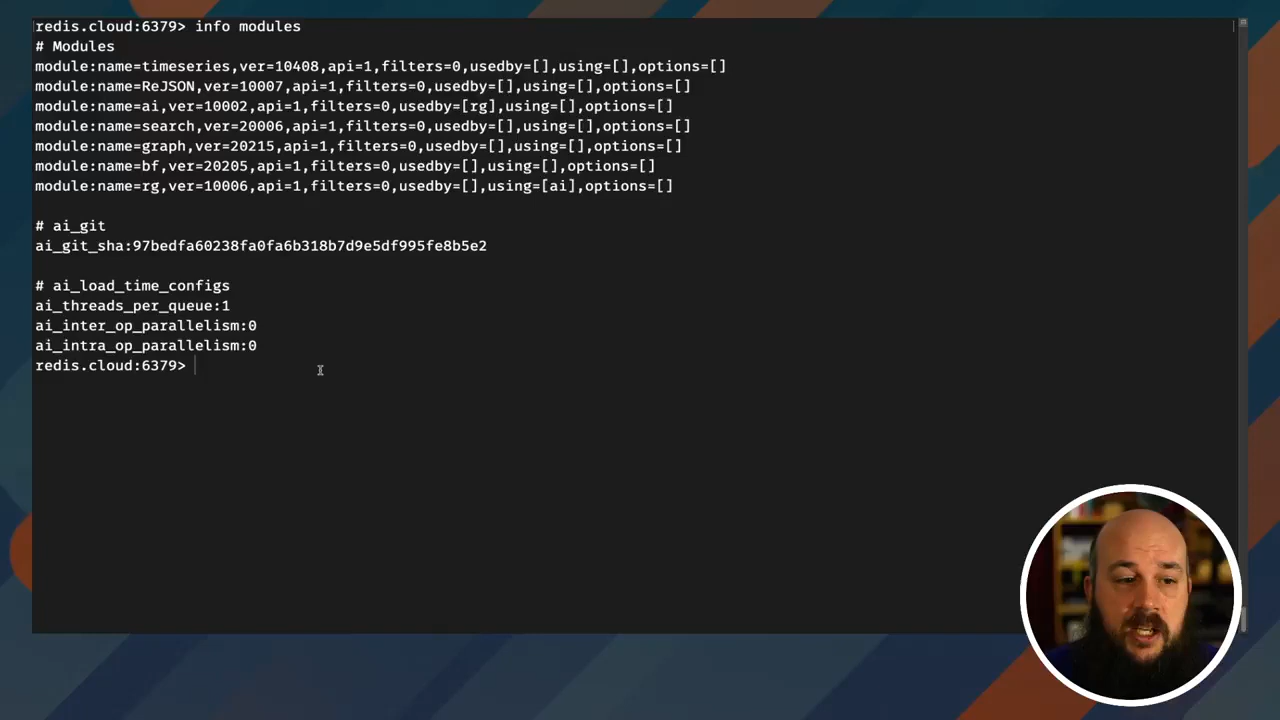 redis.cloud:6379> info modules
# Modules
module:name=timeseries,ver=10408,api=1,filters=0,usedby=[],using=[],options=[]
module:name=ReJSON,ver=10007,api=1,filters=0,usedby=[],using=[],options=[]
module:name=ai,ver=10002,api=1,filters=0,usedby=[rg],using=[],options=[]
module:name=search,ver=20006,api=1,filters=0,usedby=[],using=[],options=[]
module:name=graph,ver=20215,api=1,filters=0,usedby=[],using=[],options=[]
module:name=bf,ver=20205,api=1,filters=0,usedby=[],using=[],options=[]
module:name=rg,ver=10006,api=1,filters=0,usedby=[],using=[ai],options=[]
# ai_git
ai_git_sha:97bedfa60238fa0fa6b318b7d9e5df995fe8b5e2
# ai_load_time_configs
ai_threads_per_queue:1
ai_inter_op_parallelism:0
ai_intra_op_parallelism:0
redis.cloud:6379>